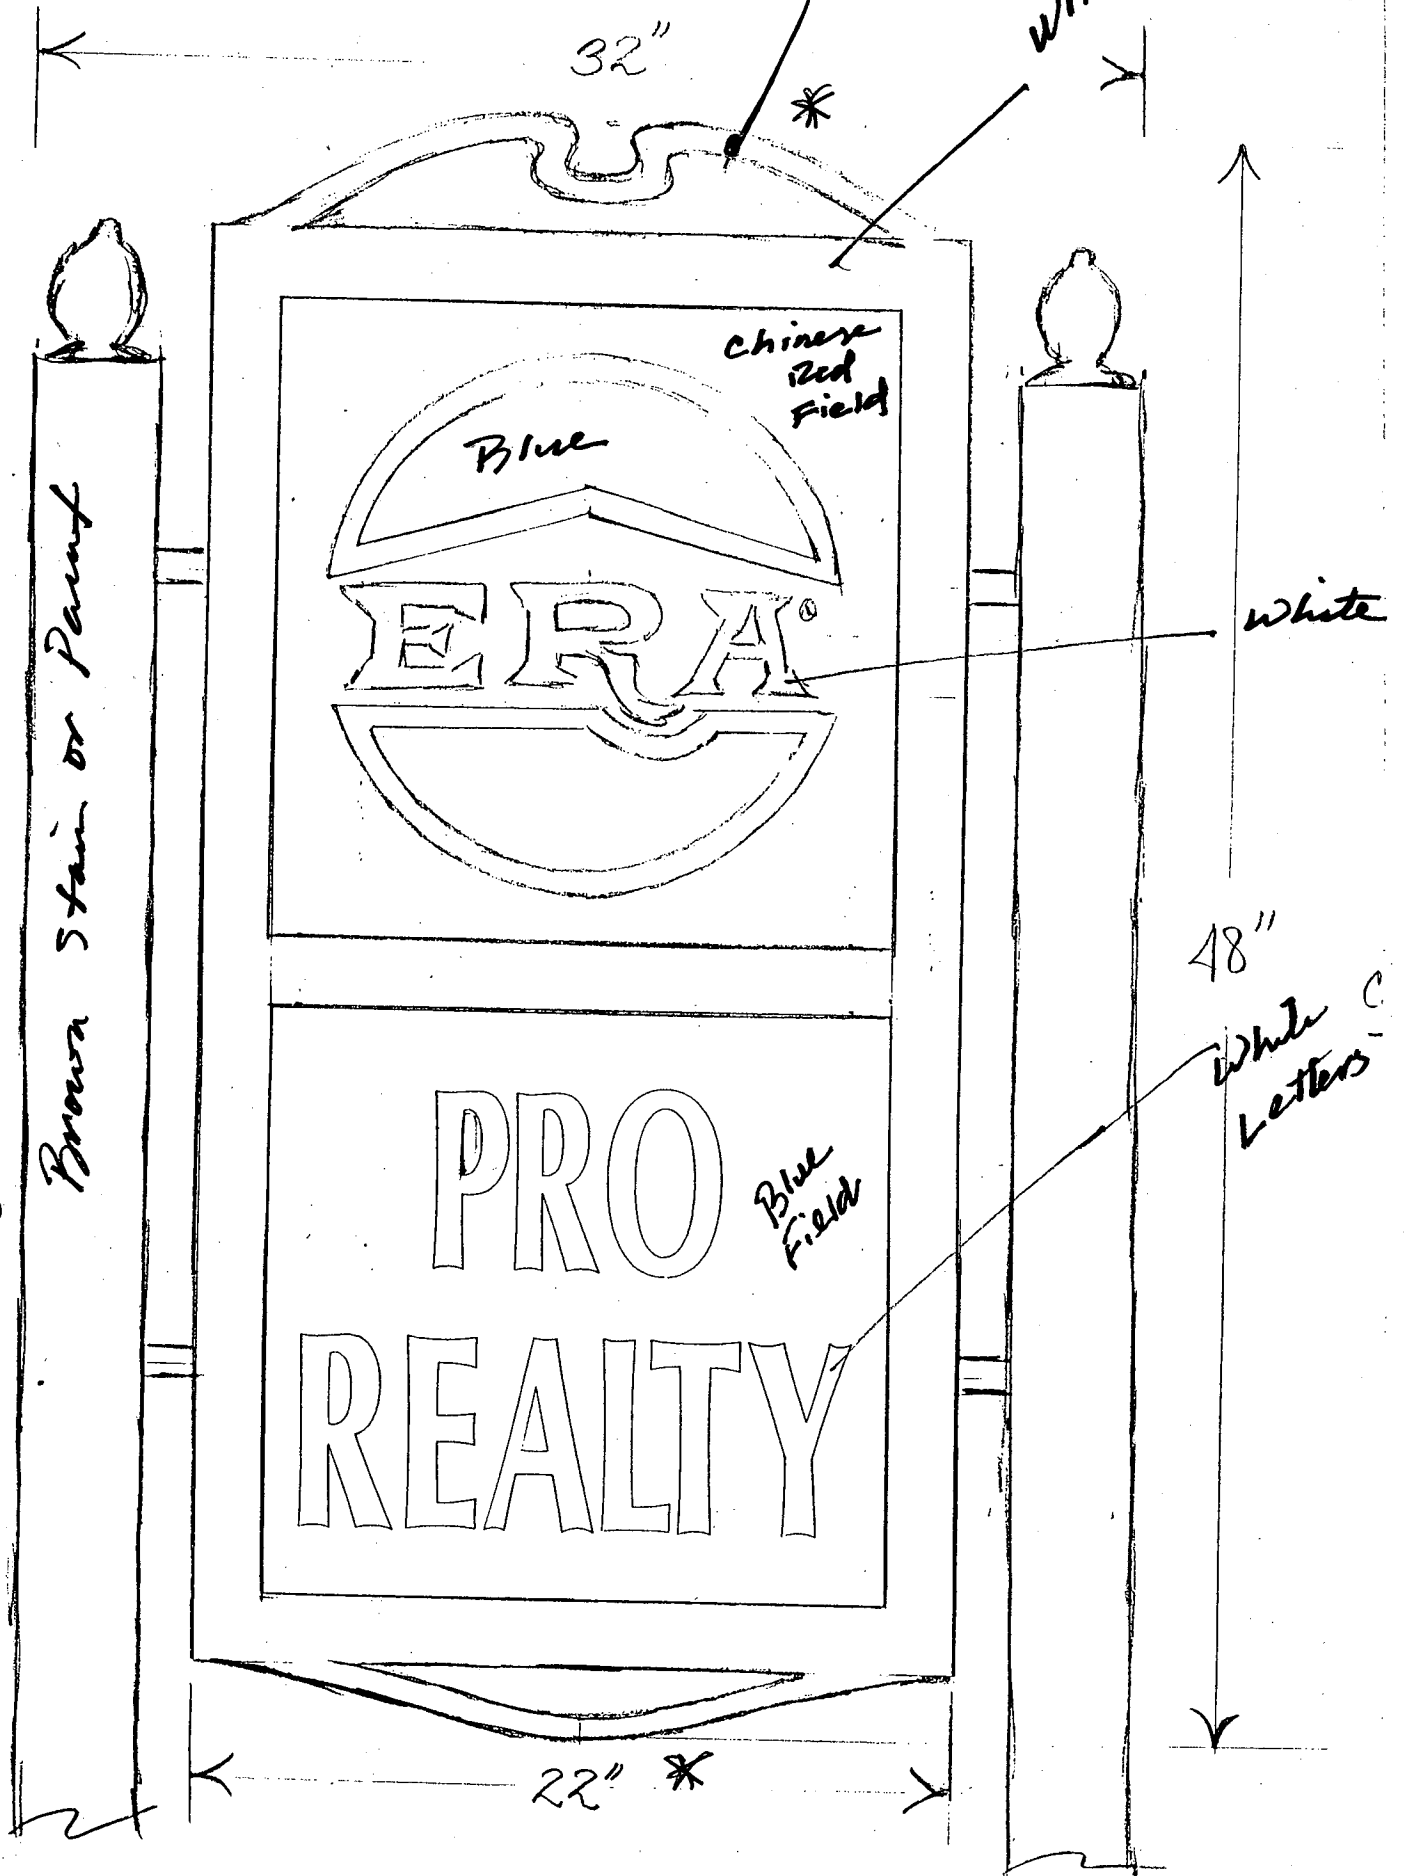 32"
*
Chinese
Red
Field
Blue
ERA®
White
Brown Stain or Paint
48"
White
Letters
PRO
Blue
Field
REALTY
22" *